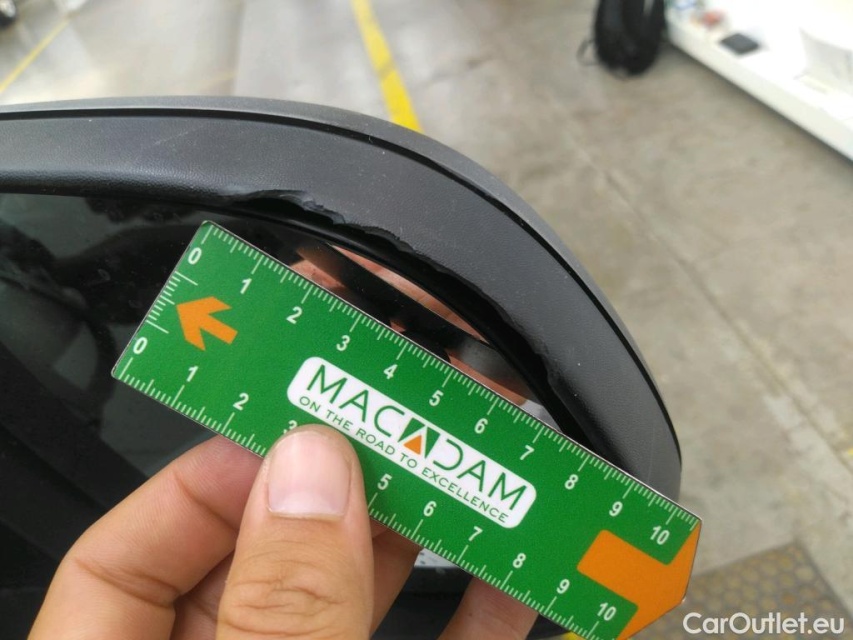 0 1 2 3 4 5 6 7 8 9 10
MACADAM
ON THE ROAD TO EXCELLENCE
0 1 2 3 5 6 7 8 9 10
CarOutlet.eu